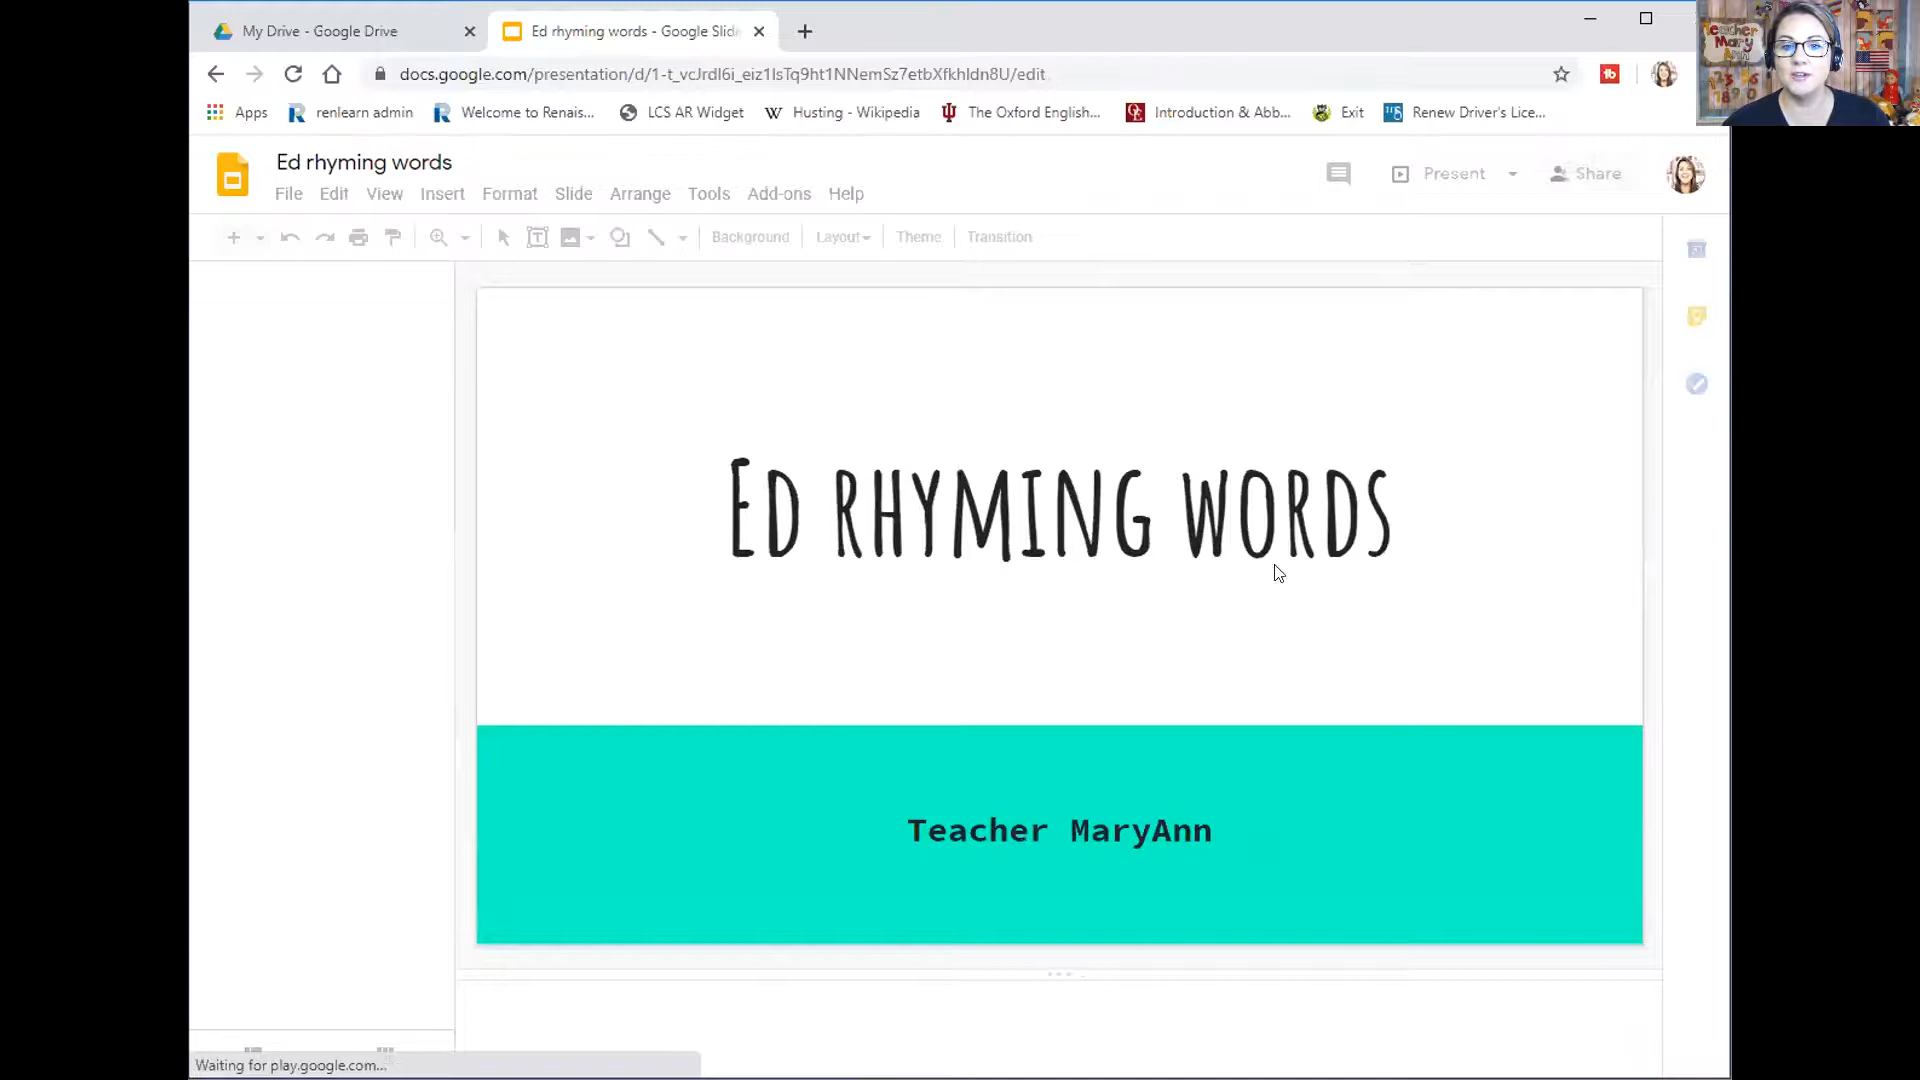 My Drive - Google Drive
Ed rhyming words - Google Slid
docs.google.com/presentation/d/1-t_vcJrdl6i_eiz1lsTq9ht1NNemSz7etbXfkhldn8U/edit
Apps renlearn admin Welcome to Renais... LCS AR Widget Husting - Wikipedia The Oxford English... Introduction & Abb... Exit Renew Driver's Lice...
Teacher
Mary
Ann
Ed rhyming words
File Edit View Insert Format Slide Arrange Tools Add-ons Help
Present Share
Background Layout Theme Transition
Ed rhyming words
Teacher MaryAnn
Waiting for play.google.com...